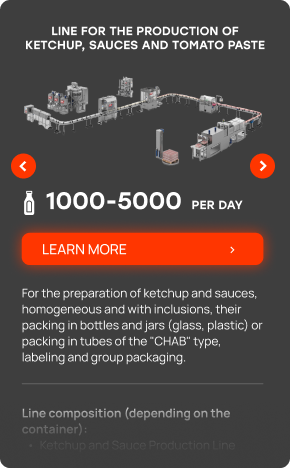 LINE FOR THE PRODUCTION OF
KETCHUP, SAUCES AND TOMATO PASTE
1000-5000 PER DAY
LEARN MORE
For the preparation of ketchup and sauces,
homogeneous and with inclusions, their
packing in bottles and jars (glass, plastic) or
packing in tubes of the "CHAB" type,
labeling and group packaging.
Line composition (depending on the
container):
• Ketchup and Sauce Production Line